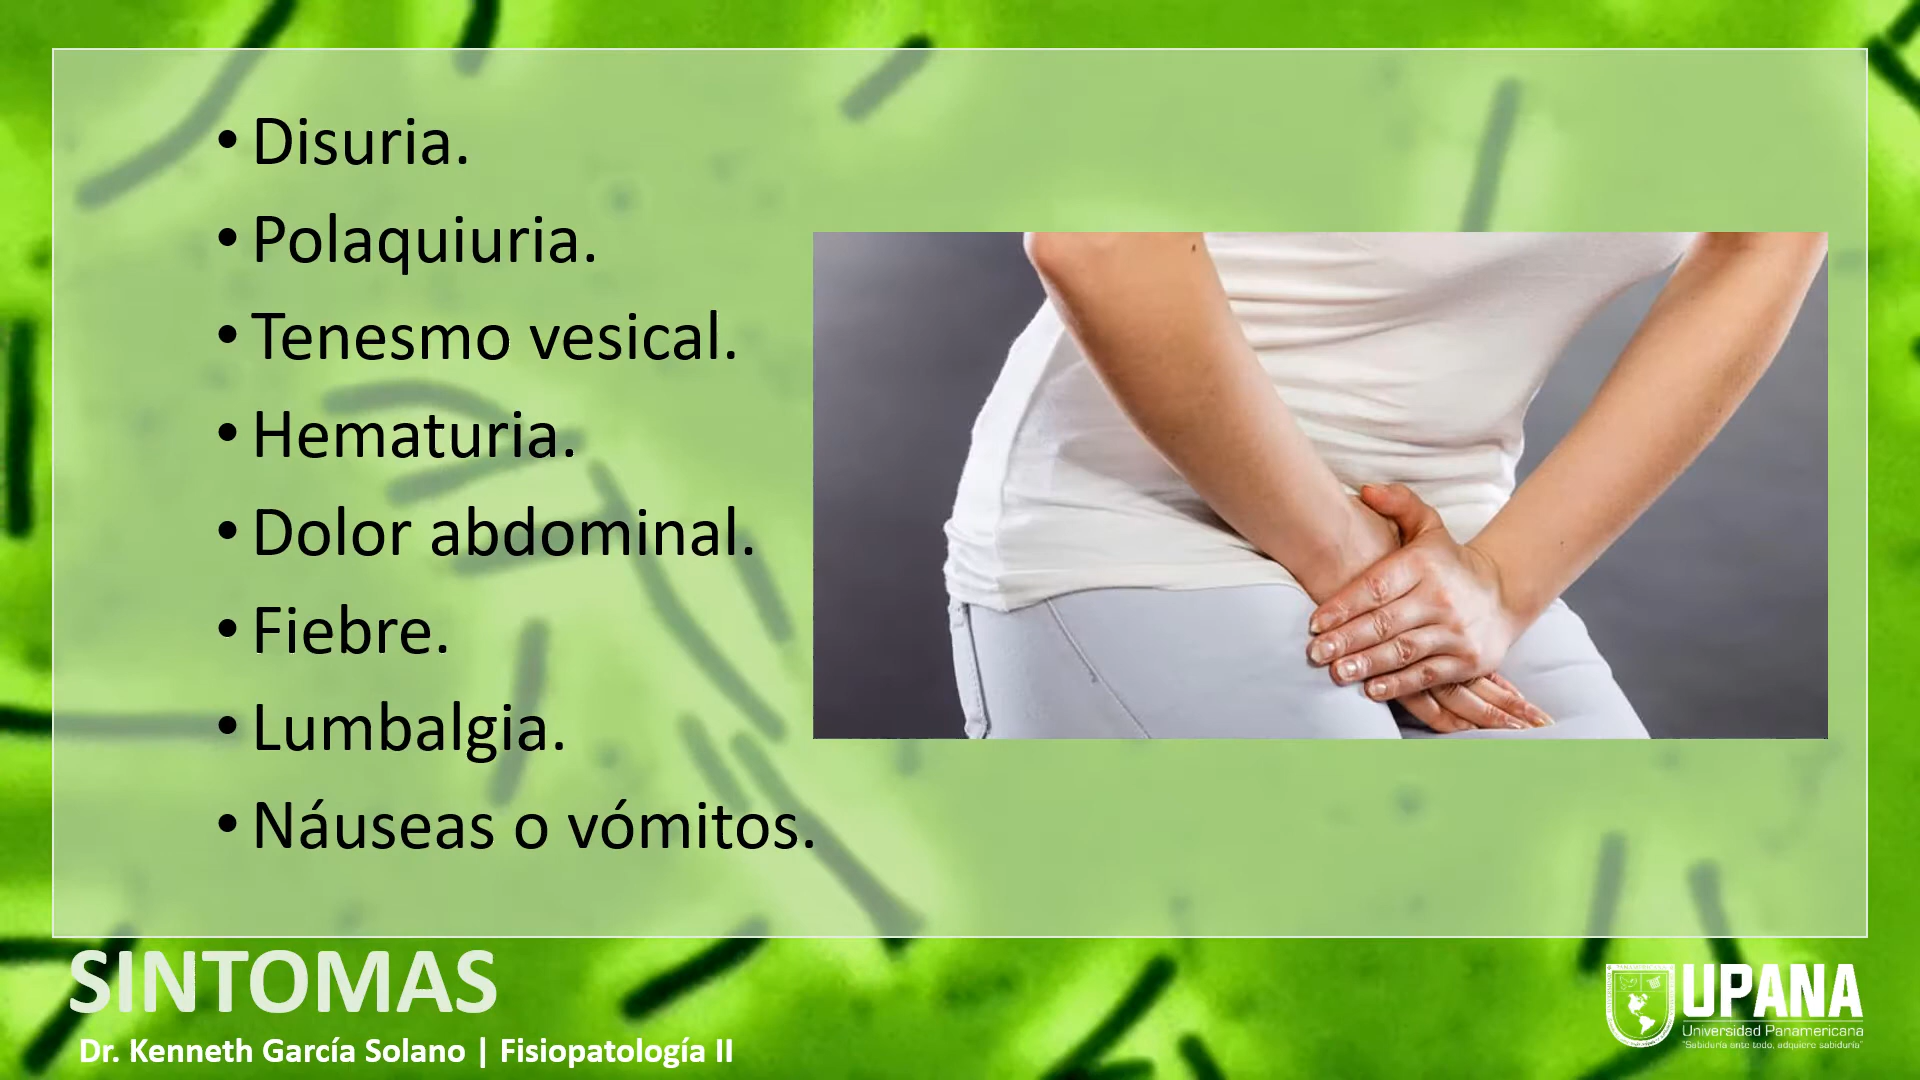 • Disuria.
• Polaquiuria.
• Tenesmo vesical.
• Hematuria.
• Dolor abdominal.
• Fiebre.
• Lumbalgia.
• Náuseas o vómitos.
SINTOMAS
Dr. Kenneth García Solano | Fisiopatología II
UPANA
Universidad Panamericana
"Sabiduría ante todo, adquiere sabiduría"